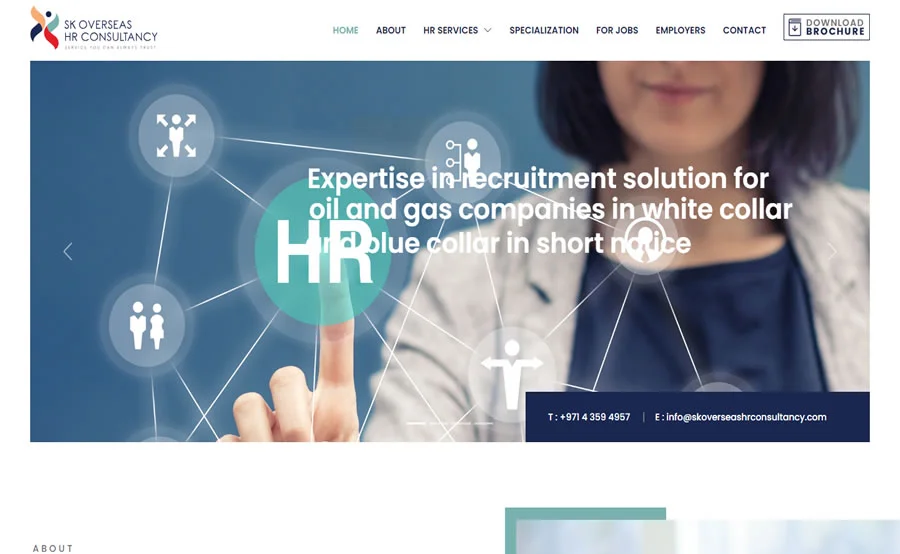 SK OVERSEAS
HR CONSULTANCY
SERVICE YOU CAN ALWAYS TRUST
HOME
ABOUT
HR SERVICES
SPECIALIZATION
FOR JOBS
EMPLOYERS
CONTACT
DOWNLOAD
BROCHURE
Expertise in recruitment solution for
oil and gas companies in white collar
and blue collar in short notice
HR
T : +971 4 359 4957
E : info@skoverseashrconsultancy.com
ABOUT